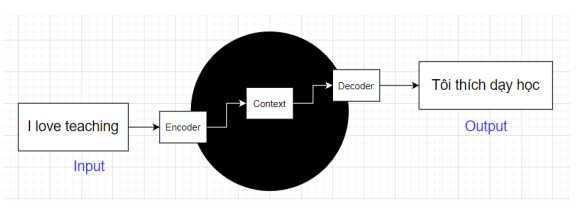 I love teaching
Input
Encoder
Context
Decoder
Tôi thích dạy học
Output